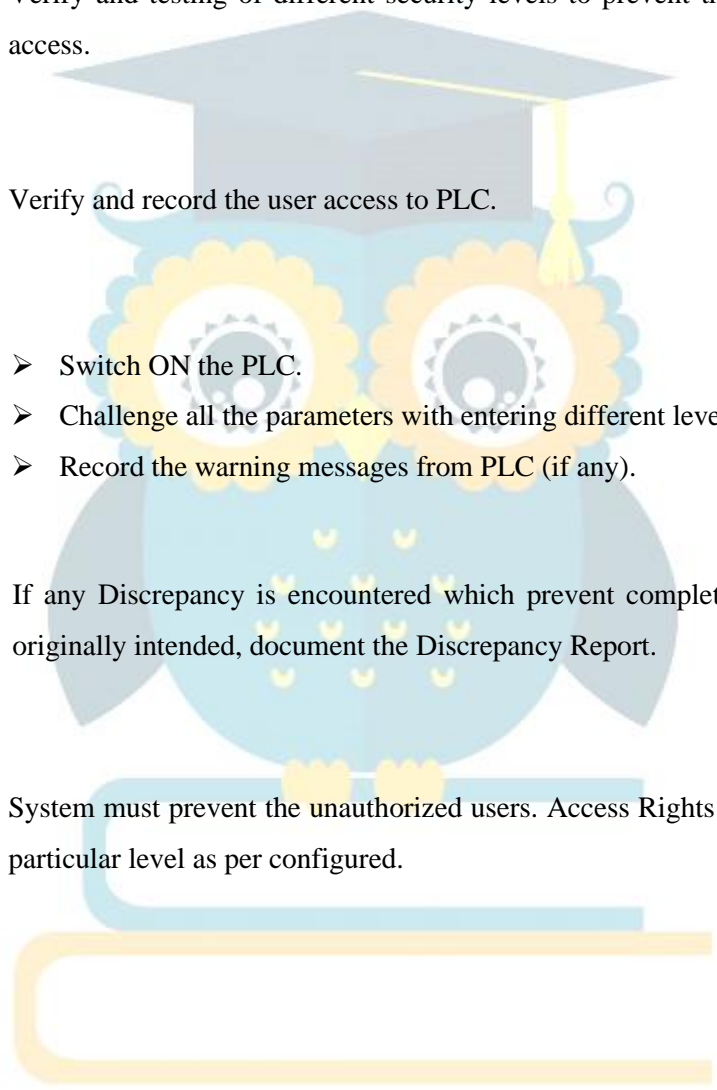 Verify and testing of different security levels to prevent
access.
Verify and record the user access to PLC.
➢ Switch ON the PLC.
➢ Challenge all the parameters with entering different
➢ Record the warning messages from PLC (if any).
If any Discrepancy is encountered which prevent
originally intended, document the Discrepancy Report.
System must prevent the unauthorized users. Access Rights
particular level as per configured.